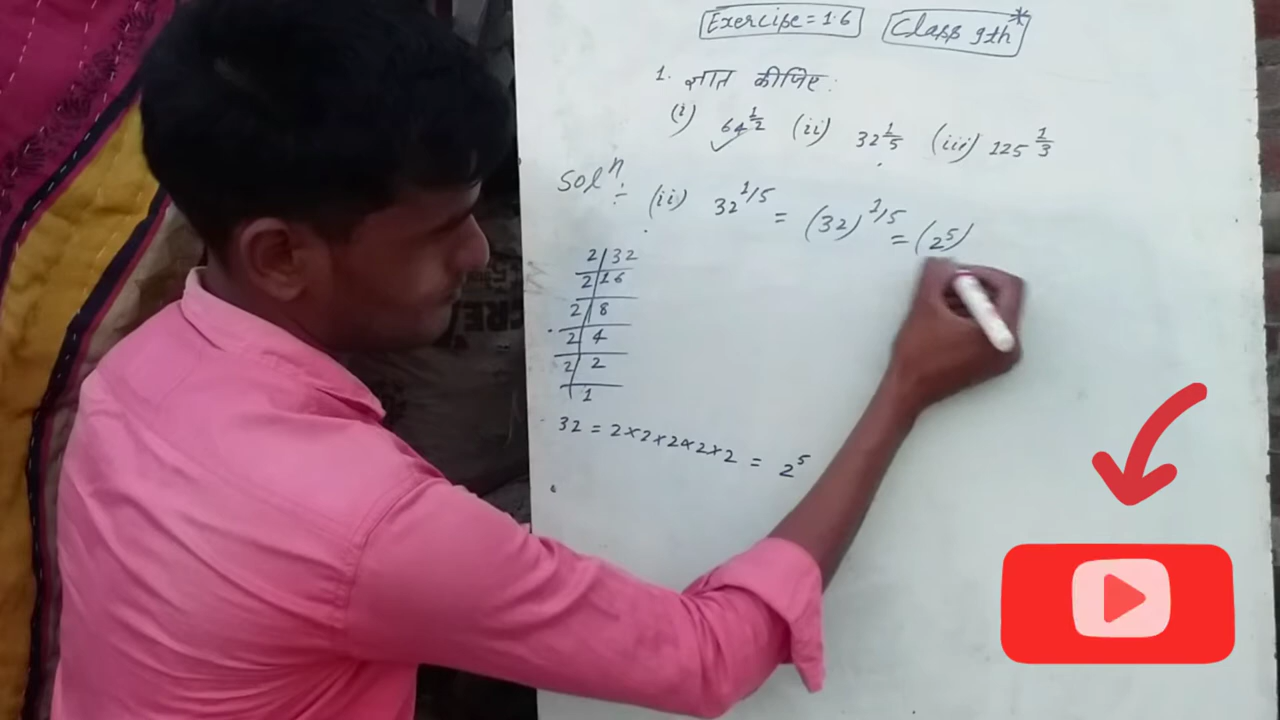 Exercise = 1.6 Class 9th*
1. ज्ञात कीजिए:
(i) 64^1/2 (ii) 32^1/5 (iii) 125^1/3
Solⁿ:- (ii) 32^1/5 = (32)^1/5 = (2^5)
2 | 32
2 | 16
2 | 8
2 | 4
2 | 2
1
32 = 2×2×2×2×2 = 2^5